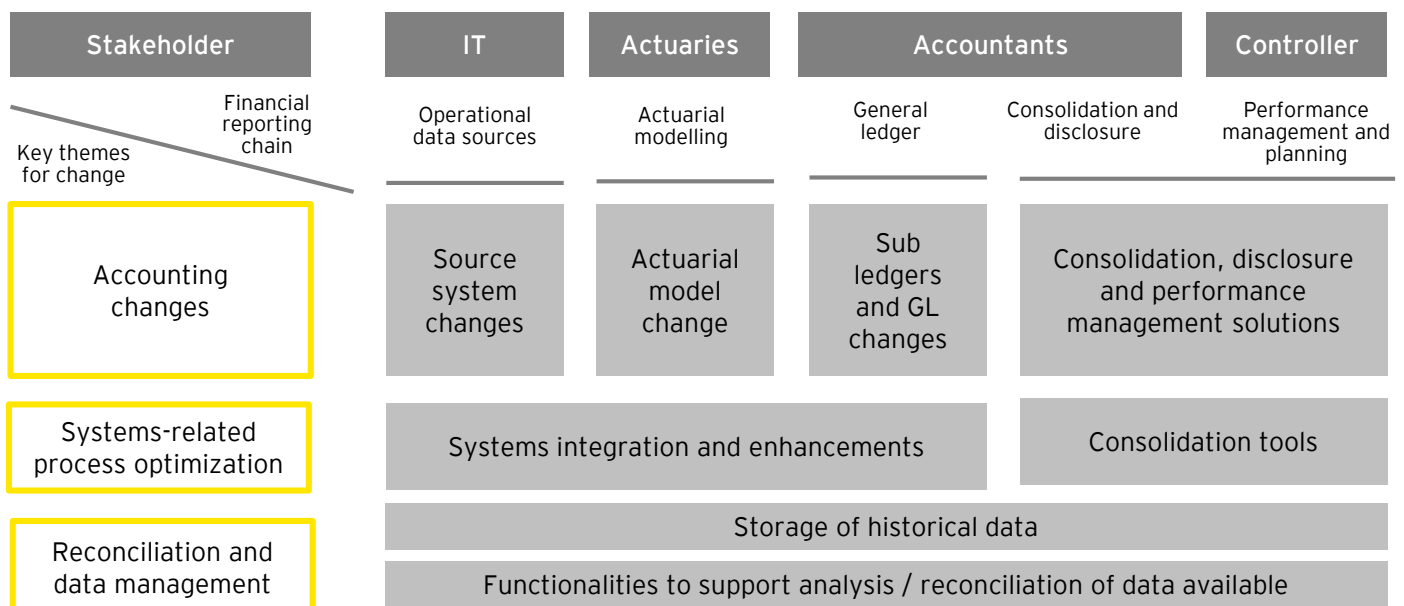 Stakeholder
IT
Actuaries
Accountants
Controller
Financial
reporting
chain
Key themes
for change
Operational
data sources
Actuarial
modelling
General
ledger
Consolidation and
disclosure
Performance
management and
planning
Accounting
changes
Source
system
changes
Actuarial
model
change
Sub
ledgers
and GL
changes
Consolidation, disclosure
and performance
management solutions
Systems-related
process optimization
Systems integration and enhancements
Consolidation tools
Reconciliation and
data management
Storage of historical data
Functionalities to support analysis / reconciliation of data available